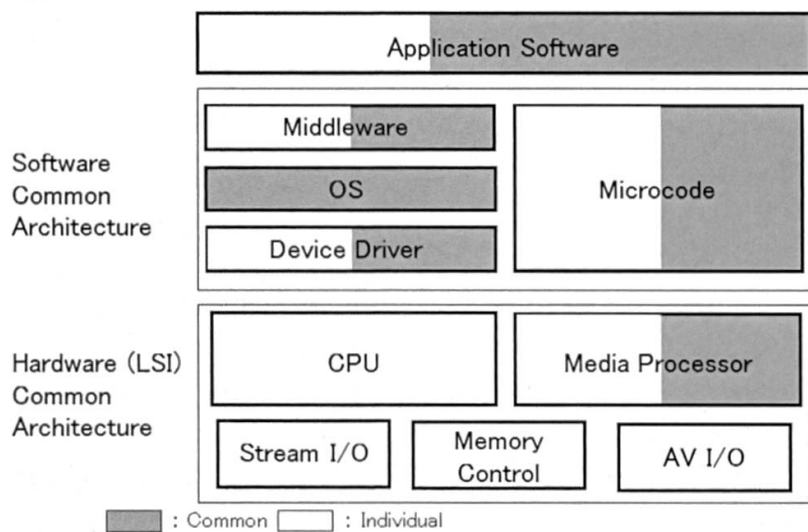 Application Software
Software
Common
Architecture
Middleware
OS
Device Driver
Microcode
Hardware (LSI)
Common
Architecture
CPU
Media Processor
Stream I/O
Memory
Control
AV I/O
: Common
: Individual